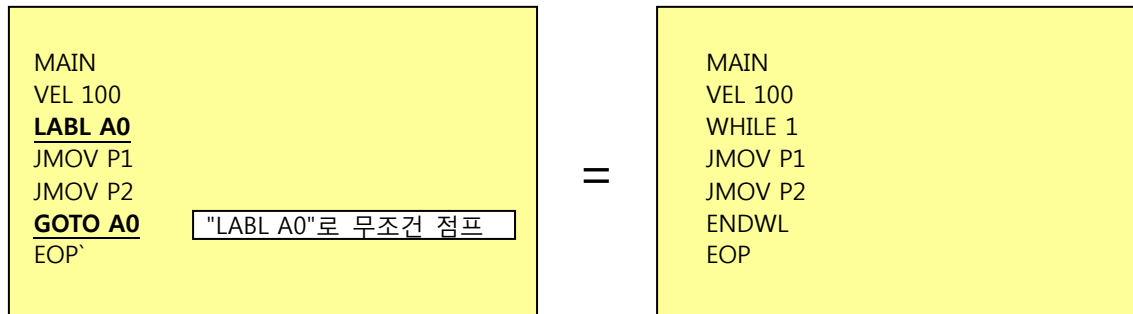 MAIN
VEL 100
LABL A0
JMOV P1
JMOV P2
GOTO A0 "LABL A0"로 무조건 점프
EOP`
=
MAIN
VEL 100
WHILE 1
JMOV P1
JMOV P2
ENDWL
EOP